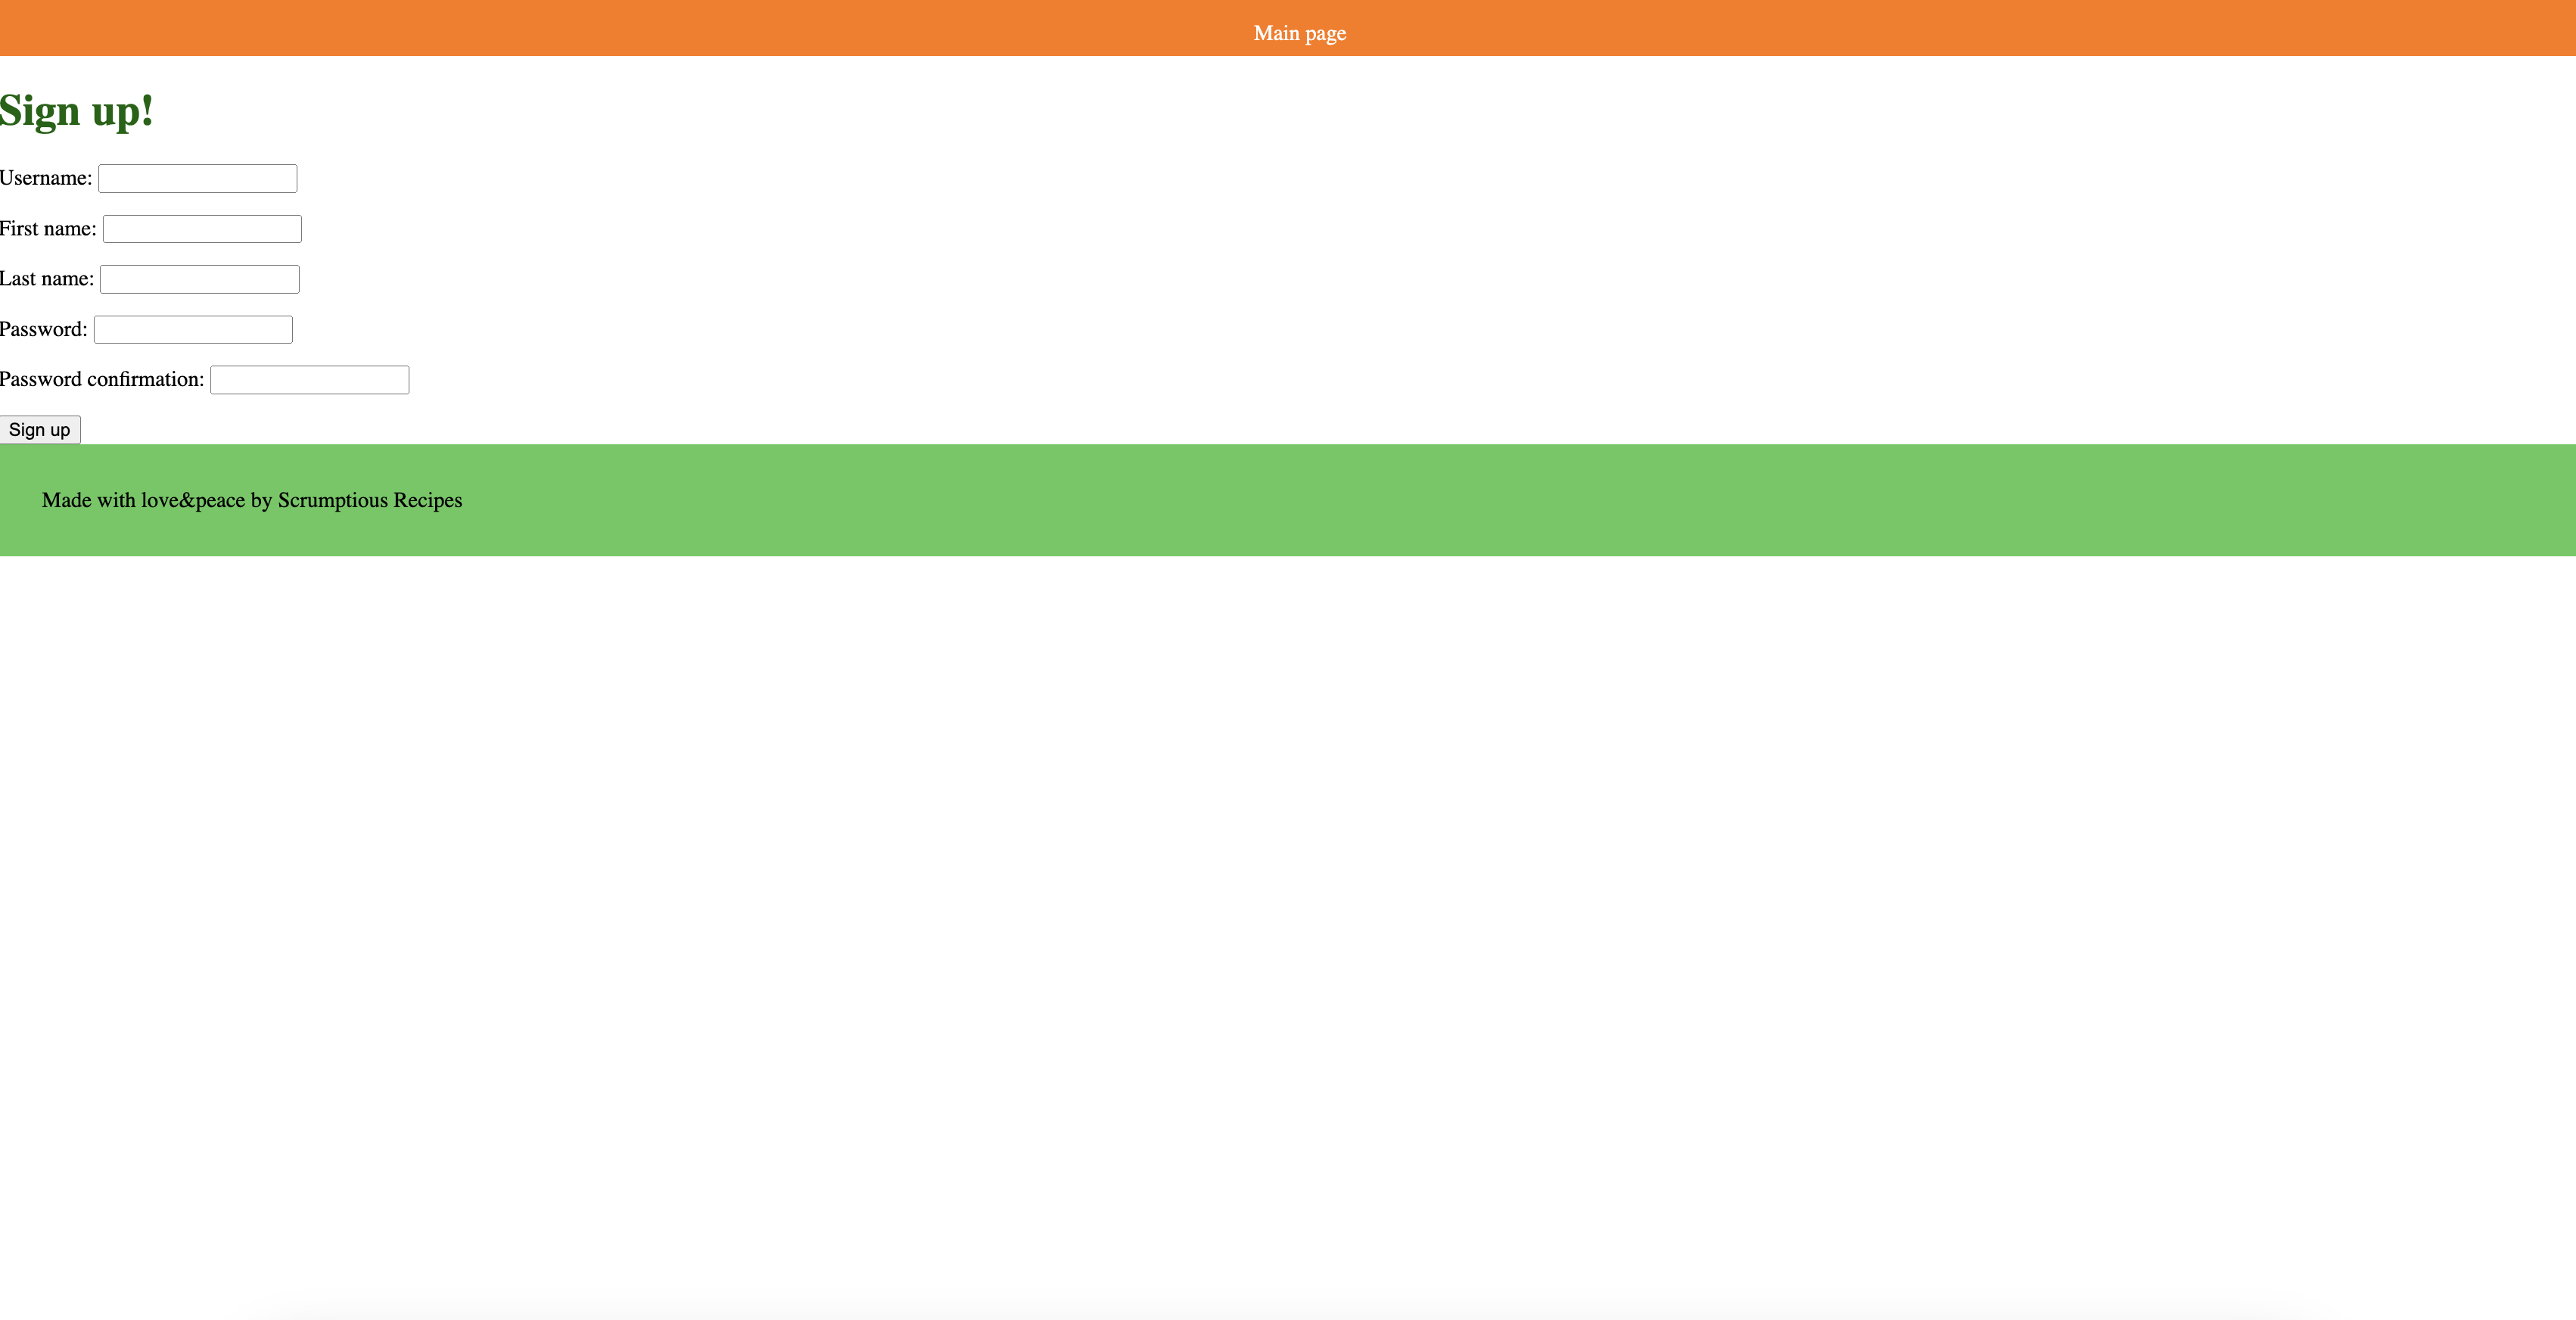 Main page
Sign up!
Username:
First name:
Last name:
Password:
Password confirmation:
Sign up
Made with love&peace by Scrumptious Recipes